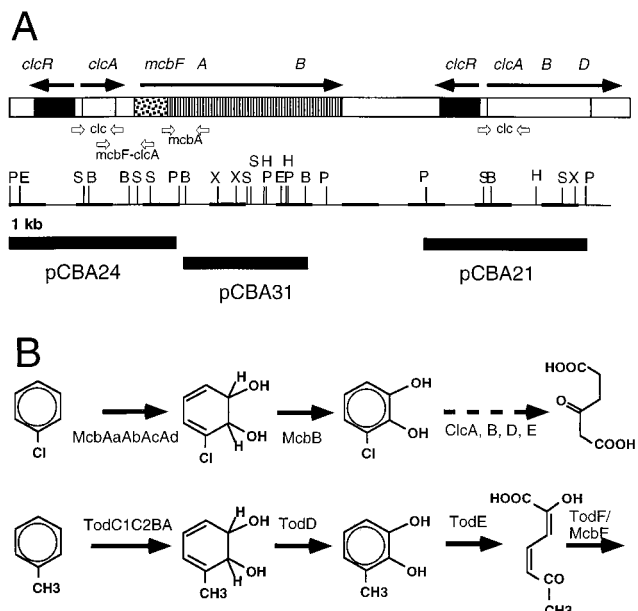 A
clcR clcA mcbF A B clcR clcA B D
clc mcbA clc
mcbF-clcA
S H H
P E S B B S S P B X X S P E P B P P S B H S X P
1 kb
pCBA24 pCBA31 pCBA21
B
Cl McbAaAbAcAd H OH OH H Cl McbB OH OH Cl ClcA, B, D, E HOOC O COOH
CH3 TodC1C2BA H OH OH H CH3 TodD OH OH CH3 TodE HOOC OH CO CH3 TodF/
McbF